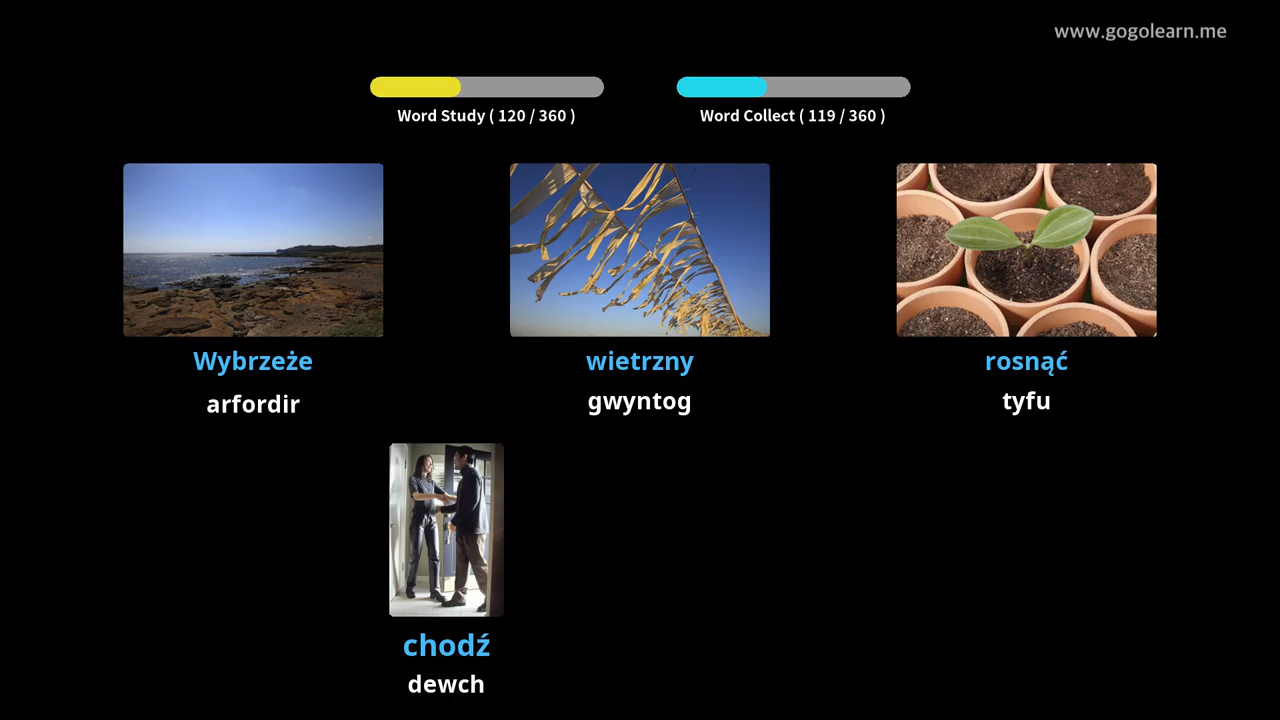 www.gogolearn.me
Word Study ( 120 / 360 )
Word Collect ( 119 / 360 )
Wybrzeże
arfordir
wietrzny
gwyntog
rosnąć
tyfu
chodź
dewch